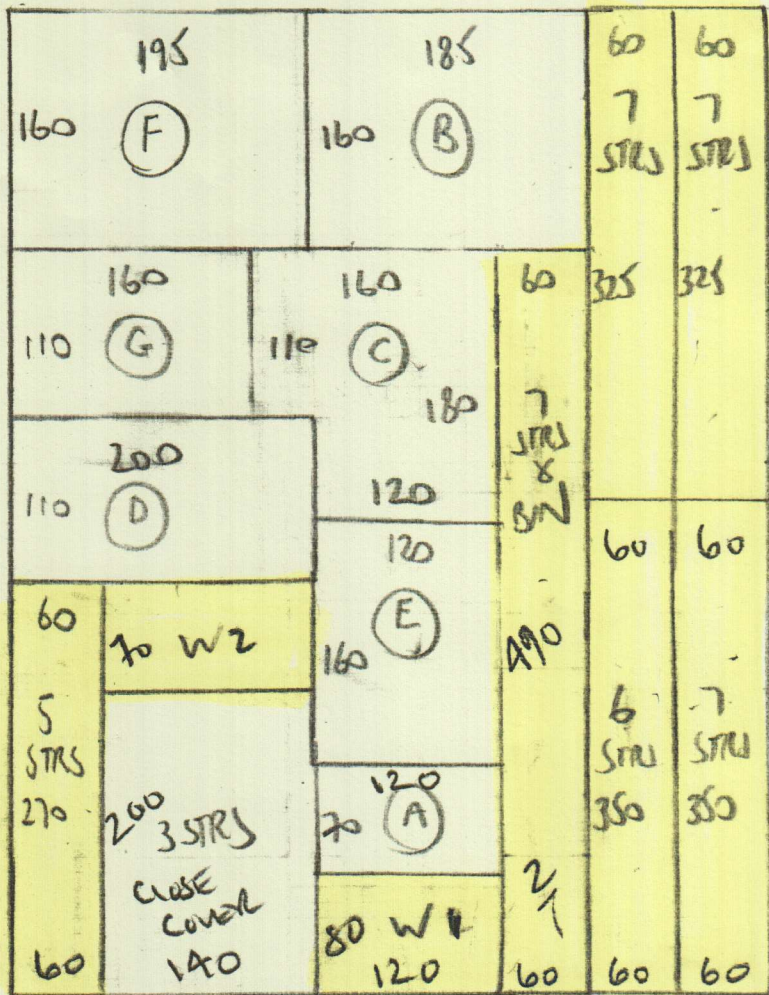 195 185 60 60
160 F 160 B 7 7
STRS STRS
160 160 60 325 325
110 G 110 C
180 7
STRS
&
BIN
200
110 D 120
120 60 60
60 70 W2 E
160 490
5 6 7
STRS STRS STRS
270 200 3 STRS 120 350 350
70 A
CLOSE
COVER 80 W1 2
60 140 120 60 60 60